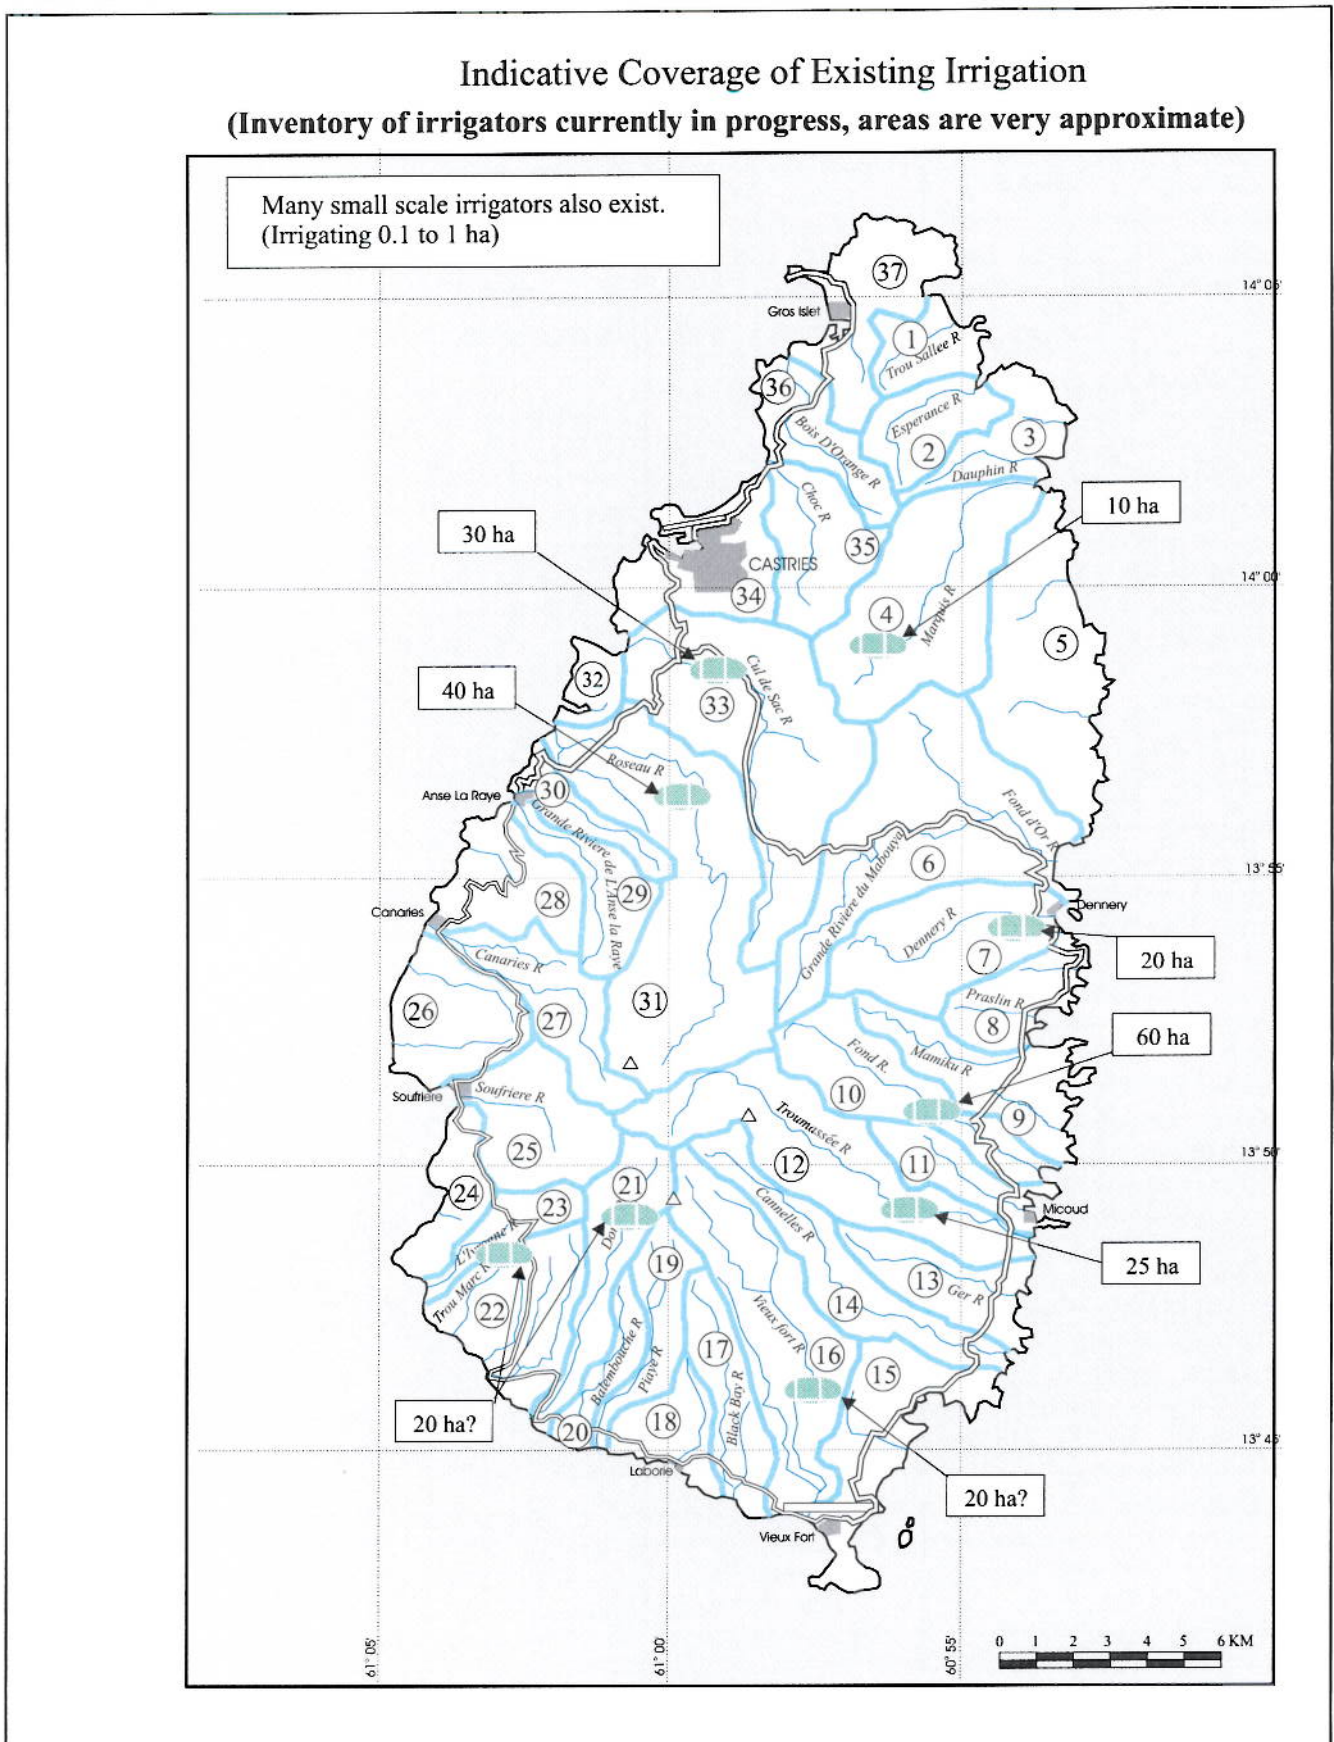 Indicative Coverage of Existing Irrigation
(Inventory of irrigators currently in progress, areas are very approximate)
Many small scale irrigators also exist.
(Irrigating 0.1 to 1 ha)
37
14° 05'
Gros Islet
1
Trou Sallee R
36
Esperance R
3
Bois D'Orange R
2
Dauphin R
Choc R
10 ha
30 ha
35
CASTRIES
14° 00'
34
4
Marquis R
5
32
40 ha
33
Cul de Sac R
Roseau R
30
Anse La Raye
Grande Riviere de L'Anse la Raye
Fond d'Or R
6
Grande Riviere du Mabouya
13° 55'
29
28
Canaries
Dennery
Dennery R
7
20 ha
Canaries R
31
Praslin R
26
27
8
60 ha
Fond R.
Mamiku R
Soufriere
Soufriere R
10
Troumassée R
9
25
12
11
13° 50'
24
21
23
Cannelles R
Micoud
L'Ivrogne R
19
25 ha
Trou Marc R
13
Ger R
22
14
Vieux fort R
Balembouche R
Piaye R
17
16
15
Black Bay R
20 ha?
18
20
13° 45'
Laborie
20 ha?
Vieux Fort
61° 05'
61° 00'
60° 55'
0 1 2 3 4 5 6 KM